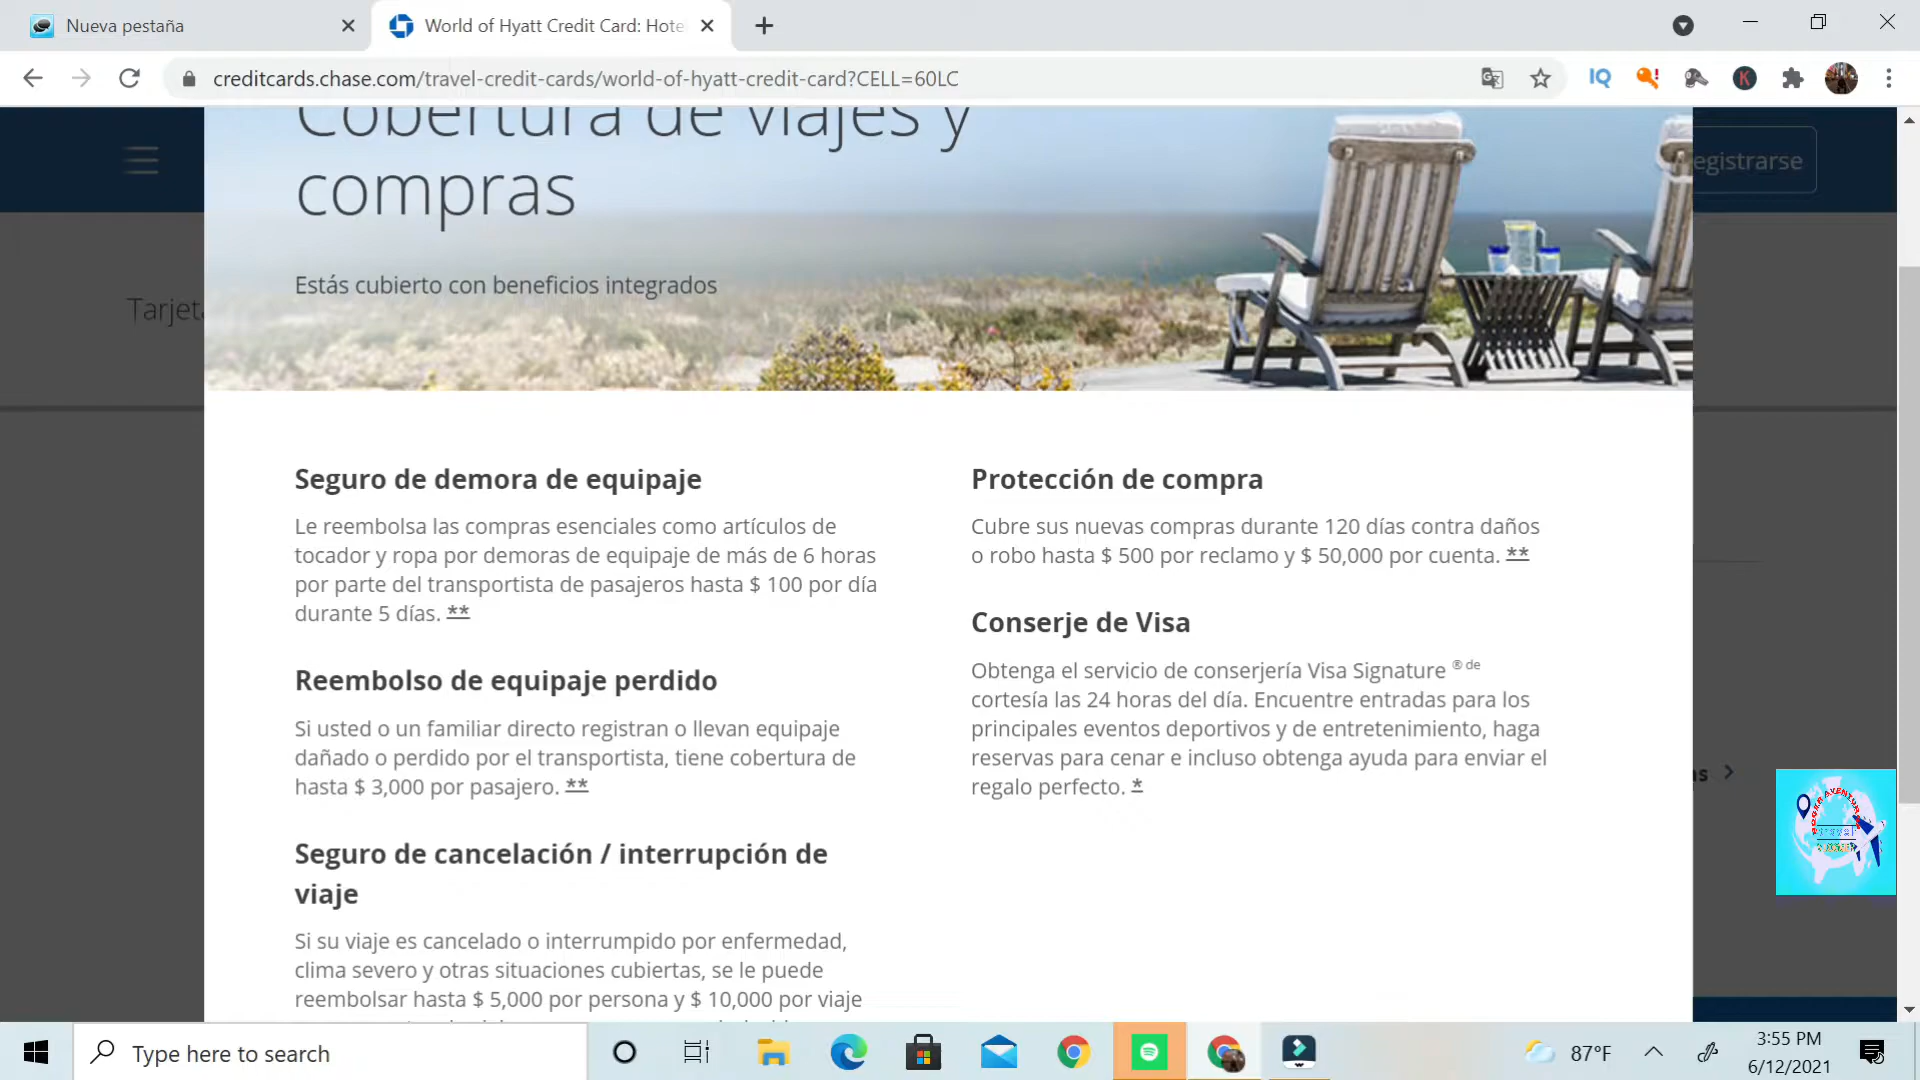 Nueva pestaña
World of Hyatt Credit Card: Hote
creditcards.chase.com/travel-credit-cards/world-of-hyatt-credit-card?CELL=60LC
IQ
K
egistrarse
Tarjeta
Cobertura de viajes y
compras
Estás cubierto con beneficios integrados
Seguro de demora de equipaje
Le reembolsa las compras esenciales como artículos de
tocador y ropa por demoras de equipaje de más de 6 horas
por parte del transportista de pasajeros hasta $ 100 por día
durante 5 días. **
Reembolso de equipaje perdido
Si usted o un familiar directo registran o llevan equipaje
dañado o perdido por el transportista, tiene cobertura de
hasta $ 3,000 por pasajero. **
Seguro de cancelación / interrupción de
viaje
Si su viaje es cancelado o interrumpido por enfermedad,
clima severo y otras situaciones cubiertas, se le puede
reembolsar hasta $ 5,000 por persona y $ 10,000 por viaje
Protección de compra
Cubre sus nuevas compras durante 120 días contra daños
o robo hasta $ 500 por reclamo y $ 50,000 por cuenta. **
Conserje de Visa
Obtenga el servicio de conserjería Visa Signature ® de
cortesía las 24 horas del día. Encuentre entradas para los
principales eventos deportivos y de entretenimiento, haga
reservas para cenar e incluso obtenga ayuda para enviar el
regalo perfecto. *
as
Type here to search
87°F
3:55 PM
6/12/2021